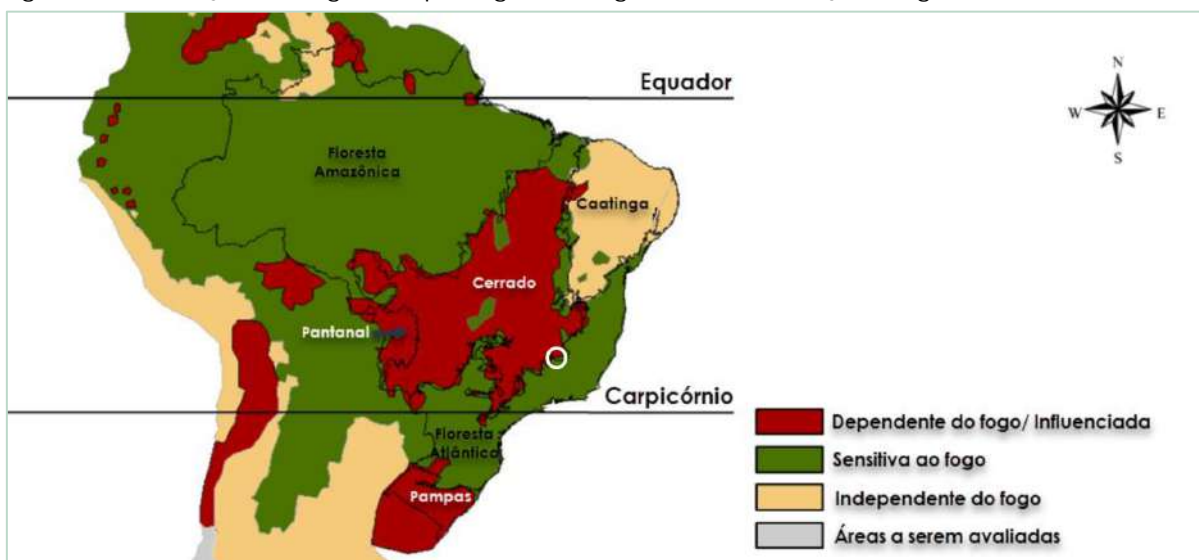 Equador
N
W
E
S
Floresta
Amazônica
Caatinga
Cerrado
Pantanal
Carpicórnio
Floresta
Atlântica
Pampas
Dependente do fogo/ Influenciada
Sensitiva ao fogo
Independente do fogo
Áreas a serem avaliadas